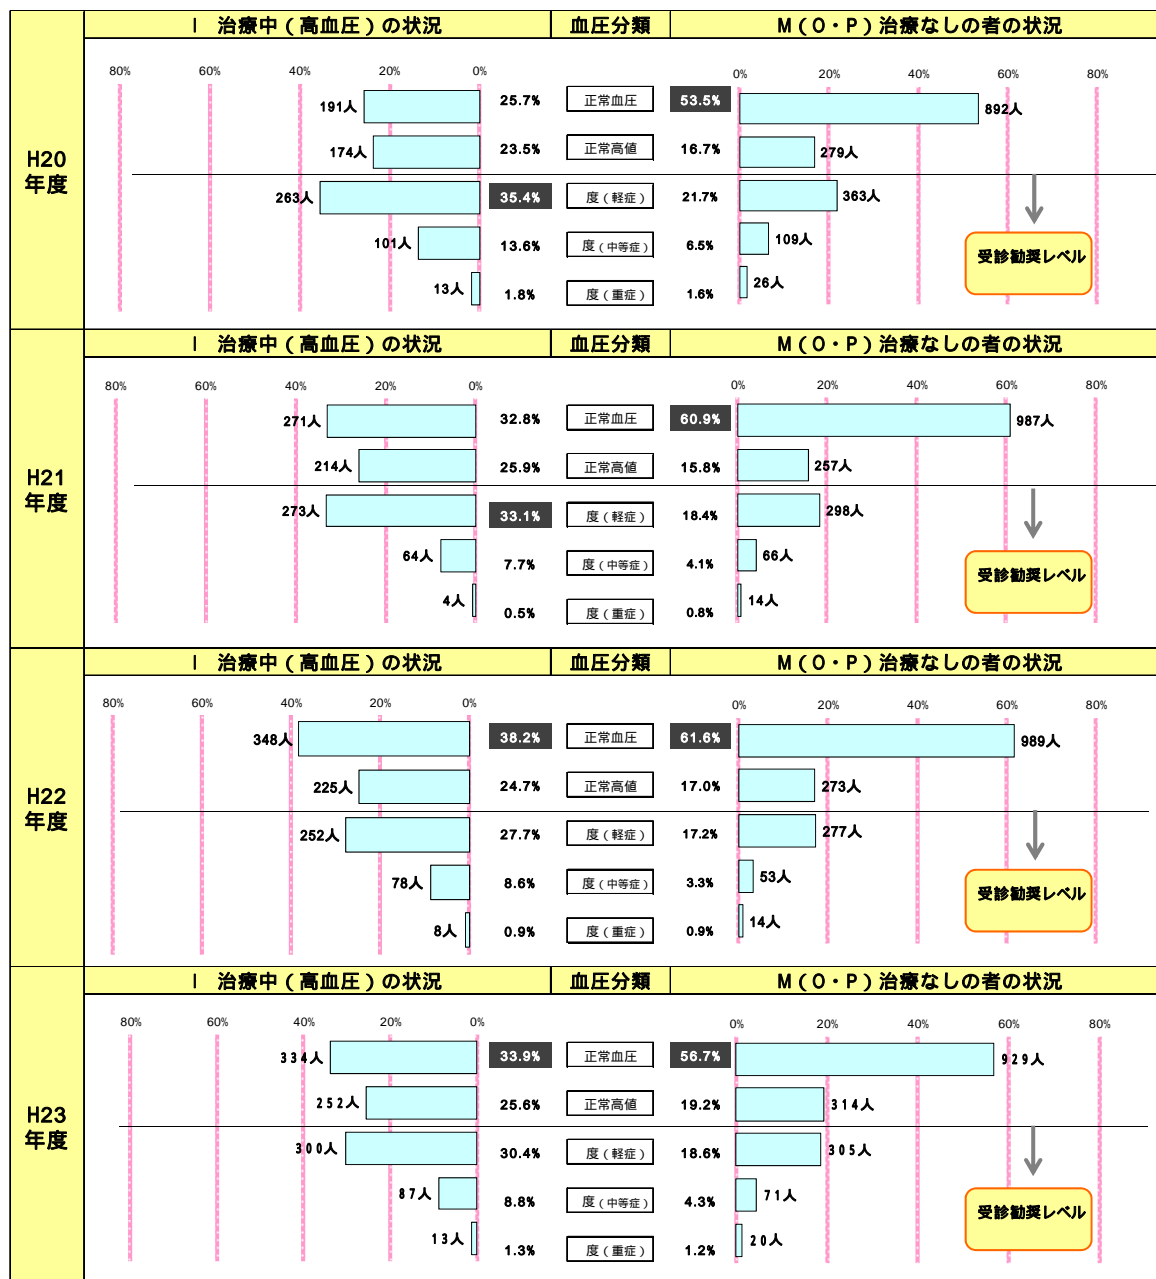 I 治療中(高血圧)の状況 血圧分類 M(O・P)治療なしの者の状況
80% 60% 40% 20% 0% 0% 20% 40% 60% 80%
H20
年度
191人 25.7% 正常血圧 53.5% 892人
174人 23.5% 正常高値 16.7% 279人
263人 35.4% 度(軽症) 21.7% 363人
101人 13.6% 度(中等症) 6.5% 109人
13人 1.8% 度(重症) 1.6% 26人
受診勧奨レベル
I 治療中(高血圧)の状況 血圧分類 M(O・P)治療なしの者の状況
80% 60% 40% 20% 0% 0% 20% 40% 60% 80%
H21
年度
271人 32.8% 正常血圧 60.9% 987人
214人 25.9% 正常高値 15.8% 257人
273人 33.1% 度(軽症) 18.4% 298人
64人 7.7% 度(中等症) 4.1% 66人
4人 0.5% 度(重症) 0.8% 14人
受診勧奨レベル
I 治療中(高血圧)の状況 血圧分類 M(O・P)治療なしの者の状況
80% 60% 40% 20% 0% 0% 20% 40% 60% 80%
H22
年度
348人 38.2% 正常血圧 61.6% 989人
225人 24.7% 正常高値 17.0% 273人
252人 27.7% 度(軽症) 17.2% 277人
78人 8.6% 度(中等症) 3.3% 53人
8人 0.9% 度(重症) 0.9% 14人
受診勧奨レベル
I 治療中(高血圧)の状況 血圧分類 M(O・P)治療なしの者の状況
80% 60% 40% 20% 0% 0% 20% 40% 60% 80%
H23
年度
334人 33.9% 正常血圧 56.7% 929人
252人 25.6% 正常高値 19.2% 314人
300人 30.4% 度(軽症) 18.6% 305人
87人 8.8% 度(中等症) 4.3% 71人
13人 1.3% 度(重症) 1.2% 20人
受診勧奨レベル